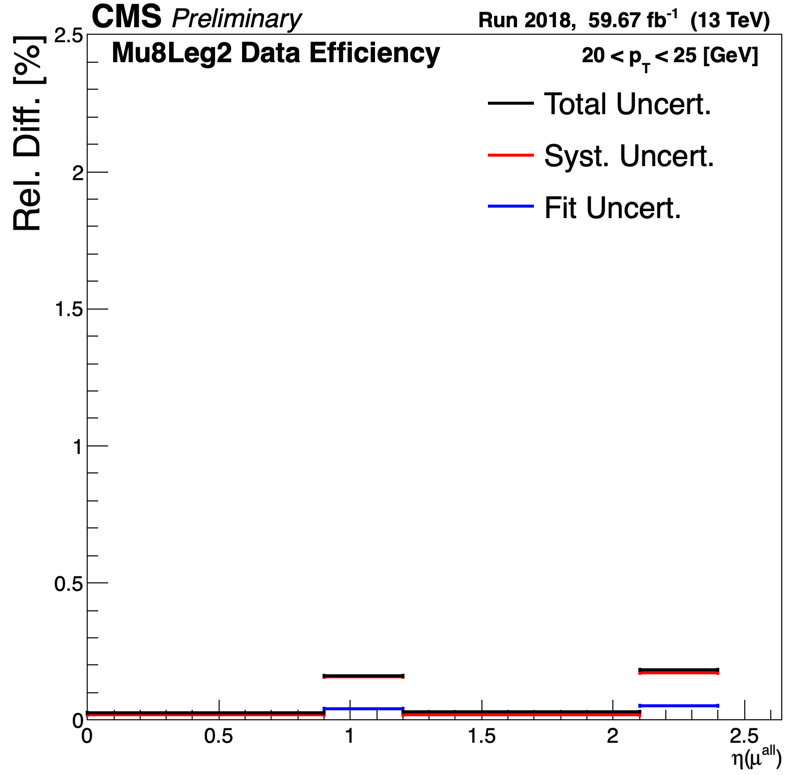 CMS Preliminary
Run 2018, 59.67 fb⁻¹ (13 TeV)
Mu8Leg2 Data Efficiency
20 < p_T < 25 [GeV]
Total Uncert.
Syst. Uncert.
Fit Uncert.
Rel. Diff. [%]
2.5
2
1.5
1
0.5
0
0 0.5 1 1.5 2 2.5
η(μ^all)